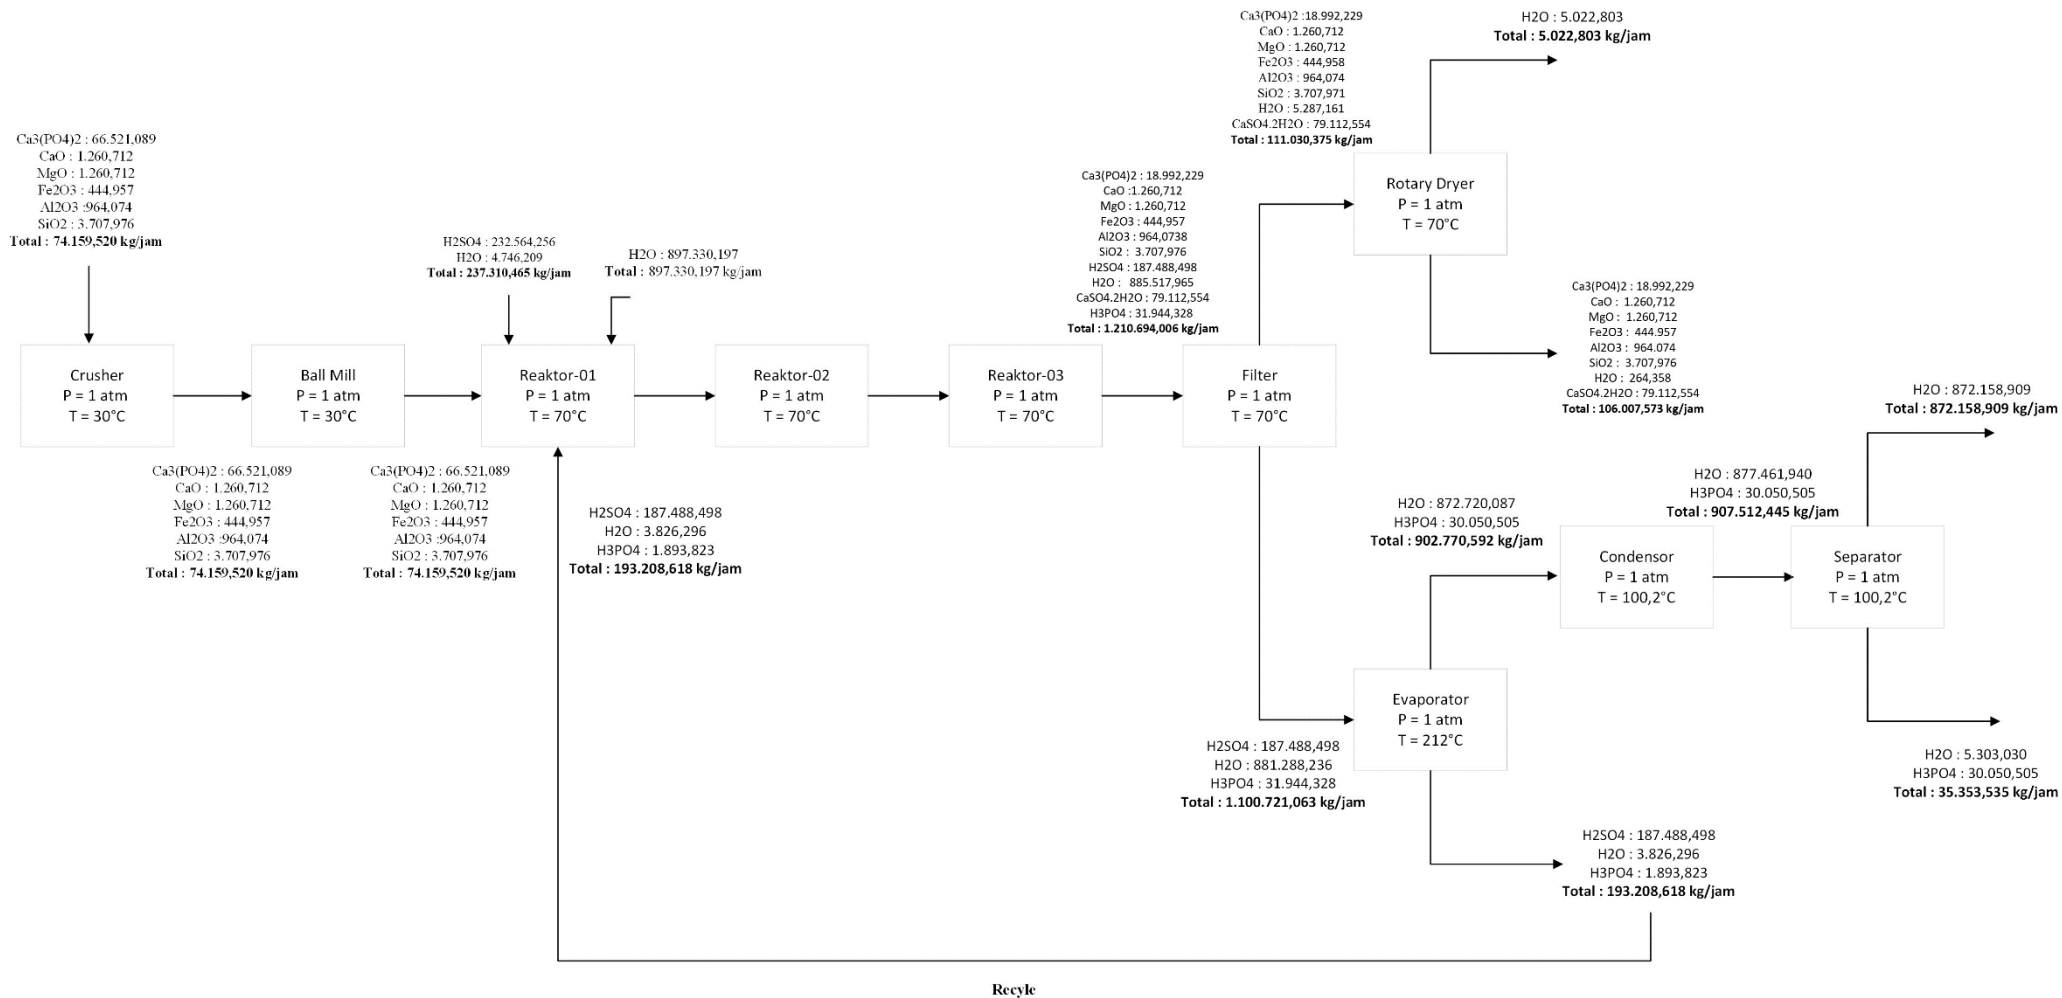 Ca3(PO4)2 :18.992,229
CaO : 1.260,712
MgO : 1.260,712
Fe2O3 : 444,958
Al2O3 : 964,074
SiO2 : 3.707,971
H2O : 5.287,161
CaSO4.2H2O : 79.112,554
Total : 111.030,375 kg/jam
H2O : 5.022,803
Total : 5.022,803 kg/jam
Ca3(PO4)2 : 66.521,089
CaO : 1.260,712
MgO : 1.260,712
Fe2O3 : 444,957
Al2O3 :964,074
SiO2 : 3.707,976
Total : 74.159,520 kg/jam
H2SO4 : 232.564,256
H2O : 4.746,209
Total : 237.310,465 kg/jam
H2O : 897.330,197
Total : 897.330,197 kg/jam
Ca3(PO4)2 : 18.992,229
CaO :1.260,712
MgO : 1.260,712
Fe2O3 : 444,957
Al2O3 : 964,0738
SiO2 : 3.707,976
H2SO4 : 187.488,498
H2O : 885.517,965
CaSO4.2H2O : 79.112,554
H3PO4 : 31.944,328
Total : 1.210.694,006 kg/jam
Rotary Dryer
P = 1 atm
T = 70°C
Ca3(PO4)2 : 18.992,229
CaO : 1.260,712
MgO : 1.260,712
Fe2O3 : 444.957
Al2O3 : 964.074
SiO2 : 3.707,976
H2O : 264,358
CaSO4.2H2O : 79.112,554
Total : 106.007,573 kg/jam
Crusher
P = 1 atm
T = 30°C
Ball Mill
P = 1 atm
T = 30°C
Reaktor-01
P = 1 atm
T = 70°C
Reaktor-02
P = 1 atm
T = 70°C
Reaktor-03
P = 1 atm
T = 70°C
Filter
P = 1 atm
T = 70°C
H2O : 872.158,909
Total : 872.158,909 kg/jam
Ca3(PO4)2 : 66.521,089
CaO : 1.260,712
MgO : 1.260,712
Fe2O3 : 444,957
Al2O3 :964,074
SiO2 : 3.707,976
Total : 74.159,520 kg/jam
Ca3(PO4)2 : 66.521,089
CaO : 1.260,712
MgO : 1.260,712
Fe2O3 : 444,957
Al2O3 :964,074
SiO2 : 3.707,976
Total : 74.159,520 kg/jam
H2SO4 : 187.488,498
H2O : 3.826,296
H3PO4 : 1.893,823
Total : 193.208,618 kg/jam
H2O : 872.720,087
H3PO4 : 30.050,505
Total : 902.770,592 kg/jam
H2O : 877.461,940
H3PO4 : 30.050,505
Total : 907.512,445 kg/jam
Condensor
P = 1 atm
T = 100,2°C
Separator
P = 1 atm
T = 100,2°C
Evaporator
P = 1 atm
T = 212°C
H2SO4 : 187.488,498
H2O : 881.288,236
H3PO4 : 31.944,328
Total : 1.100.721,063 kg/jam
H2O : 5.303,030
H3PO4 : 30.050,505
Total : 35.353,535 kg/jam
H2SO4 : 187.488,498
H2O : 3.826,296
H3PO4 : 1.893,823
Total : 193.208,618 kg/jam
Recyle